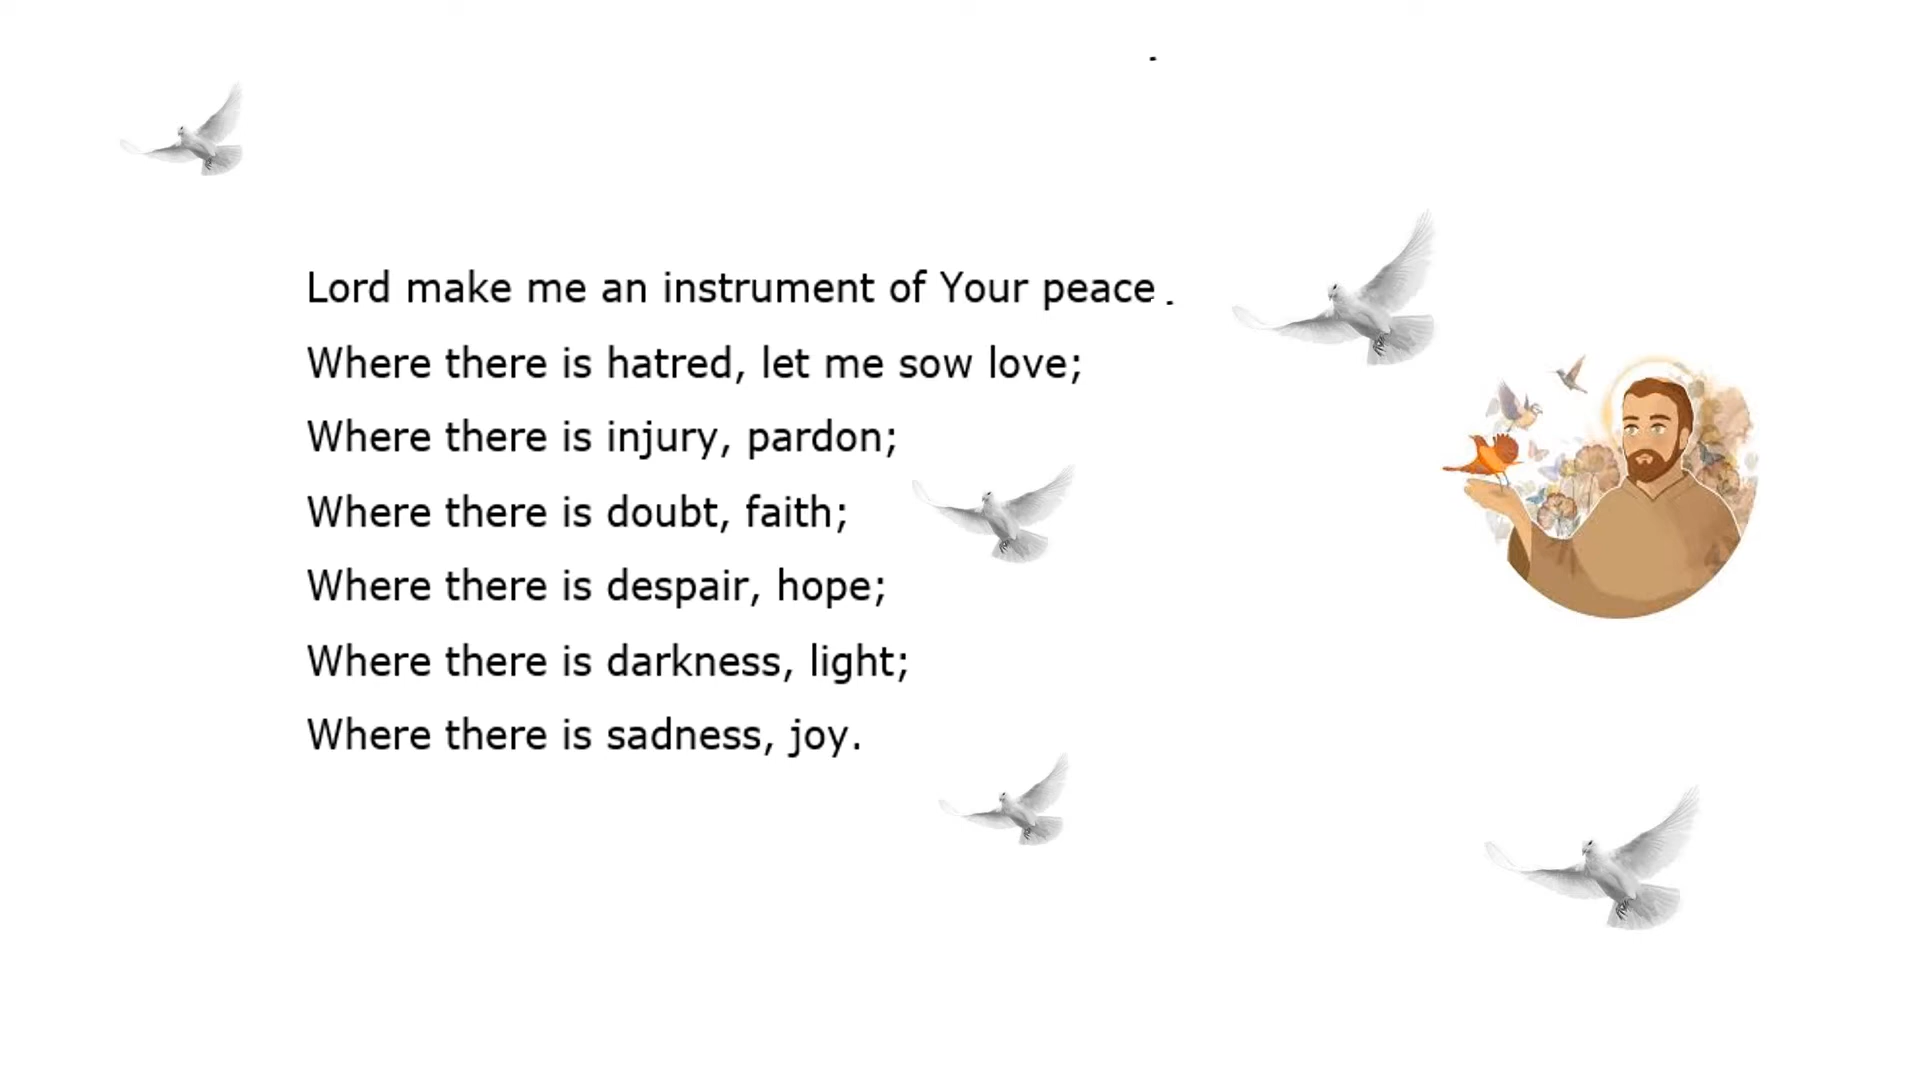 Lord make me an instrument of Your peace.
Where there is hatred, let me sow love;
Where there is injury, pardon;
Where there is doubt, faith;
Where there is despair, hope;
Where there is darkness, light;
Where there is sadness, joy.